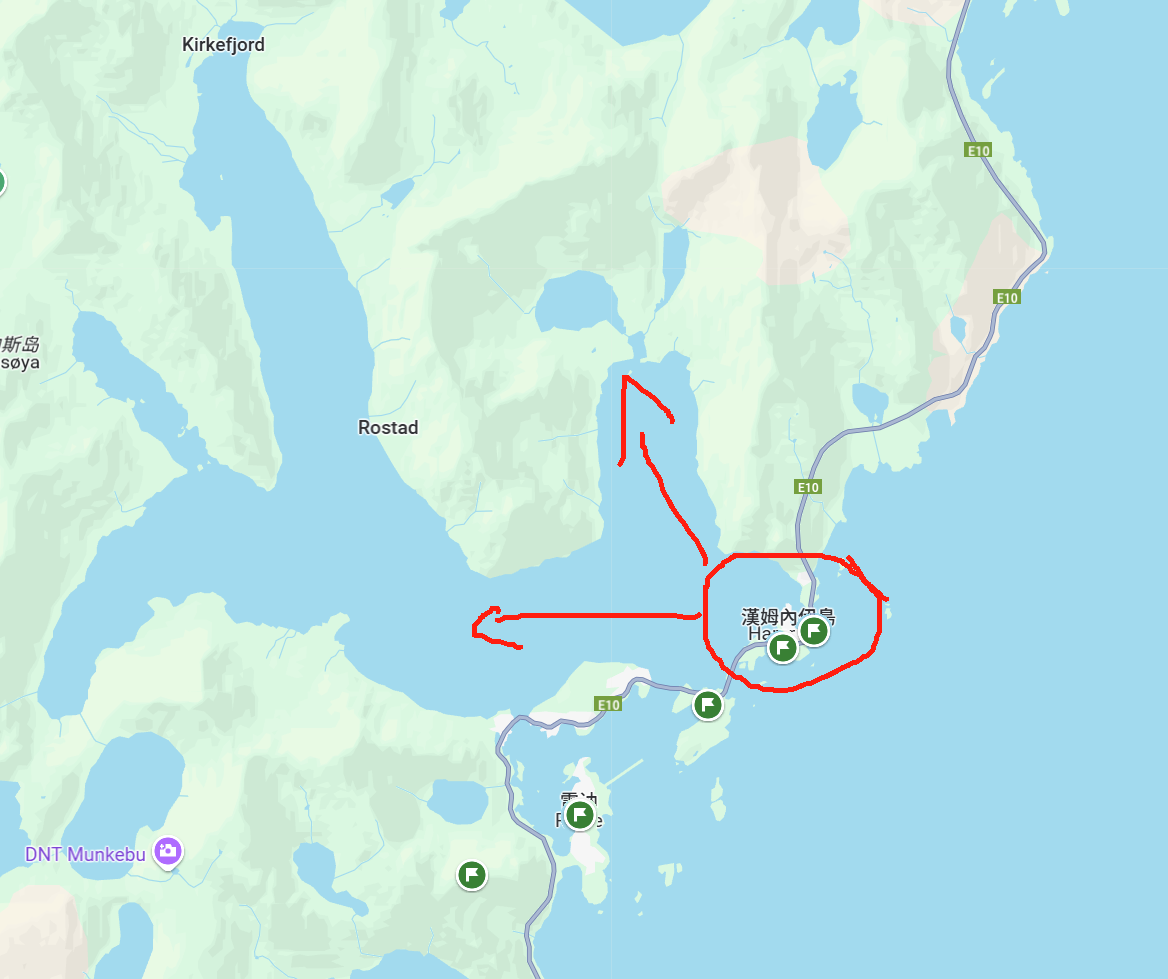 Kirkefjord
E10
E10
斯岛
søya
Rostad
E10
漢姆內伊島
E10
DNT Munkebu